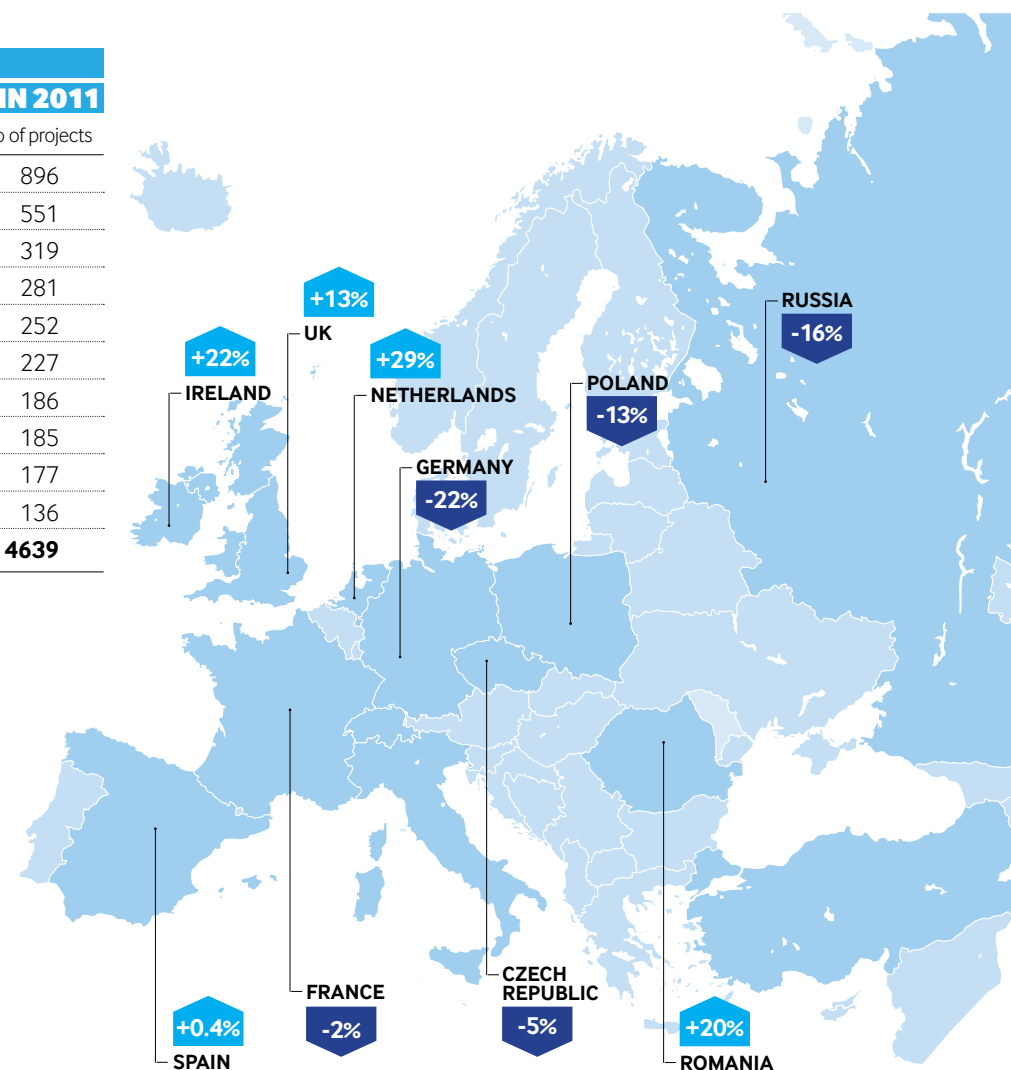 IN 2011
of projects
896
551
319
281
252
227
186
185
177
136
4639
+13%
UK
+22%
IRELAND
+29%
NETHERLANDS
RUSSIA
-16%
POLAND
-13%
GERMANY
-22%
FRANCE
-2%
CZECH
REPUBLIC
-5%
+0.4%
SPAIN
+20%
ROMANIA